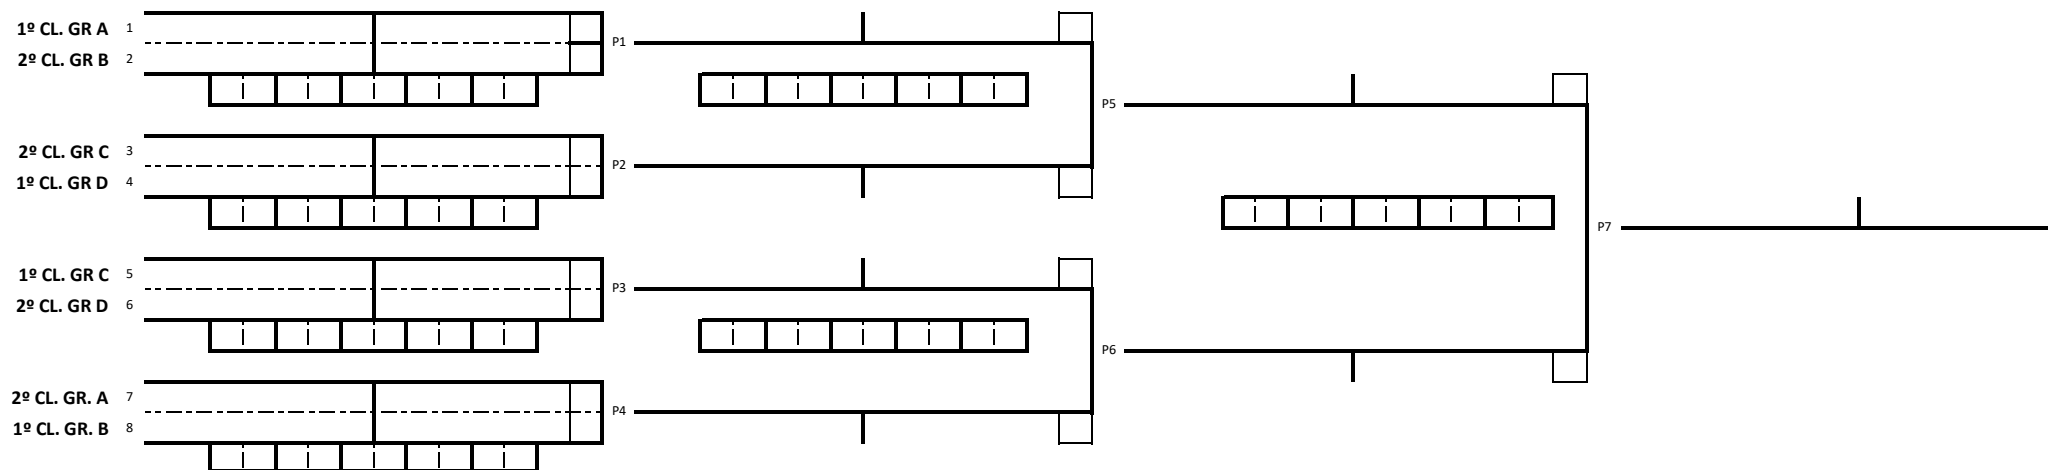 1º CL. GR A 1
P1
2º CL. GR B 2
P5
2º CL. GR C 3
P2
1º CL. GR D 4
P7
1º CL. GR C 5
P3
2º CL. GR D 6
P6
2º CL. GR. A 7
P4
1º CL. GR. B 8